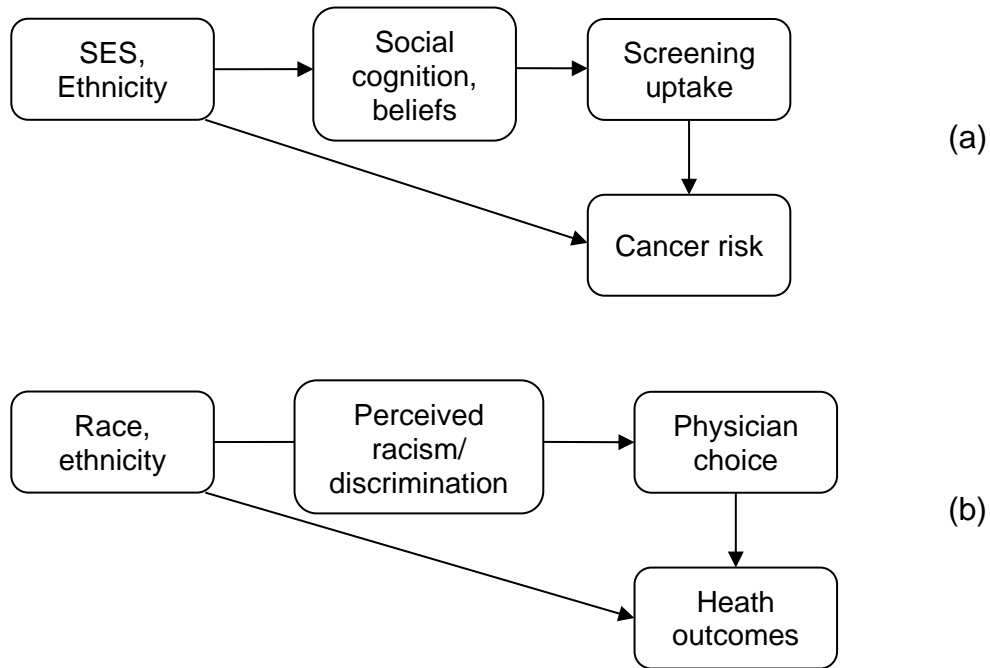 SES,
Ethnicity
Social
cognition,
beliefs
Screening
uptake
(a)
Cancer risk
Race,
ethnicity
Perceived
racism/
discrimination
Physician
choice
(b)
Heath
outcomes